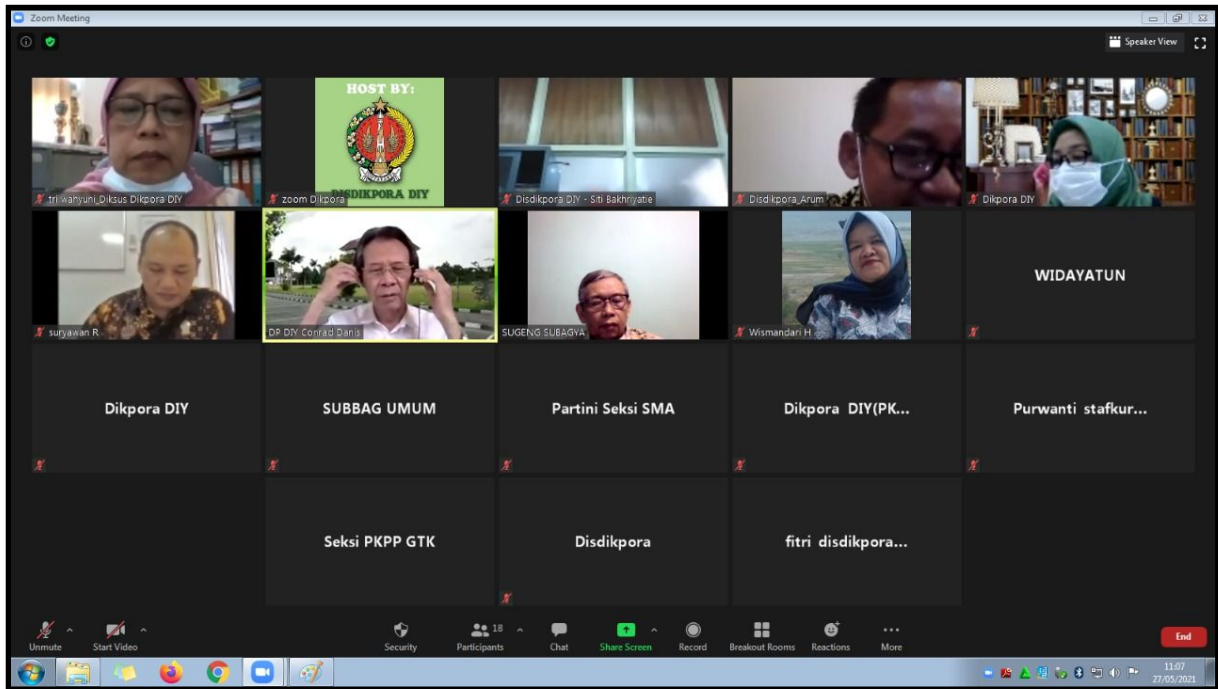 Zoom Meeting
Speaker View
HOST BY:
DISDIKPORA DIY
tri wahyuni_Diksus Dikpora DIY
zoom Dikpora
Disdikpora DIY - Siti Bakhriyatie
Disdikpora_Arum
Dikpora DIY
suryawan R
DP DIY Conrad Danis
SUGENG SUBAGYA
Wismandari H
WIDAYATUN
Dikpora DIY
SUBBAG UMUM
Partini Seksi SMA
Dikpora DIY(PK...
Purwanti stafkur...
Seksi PKPP GTK
Disdikpora
fitri disdikpora...
Unmute
Start Video
Security
Participants
18
Chat
Share Screen
Record
Breakout Rooms
Reactions
More
End
11:07
27/05/2021